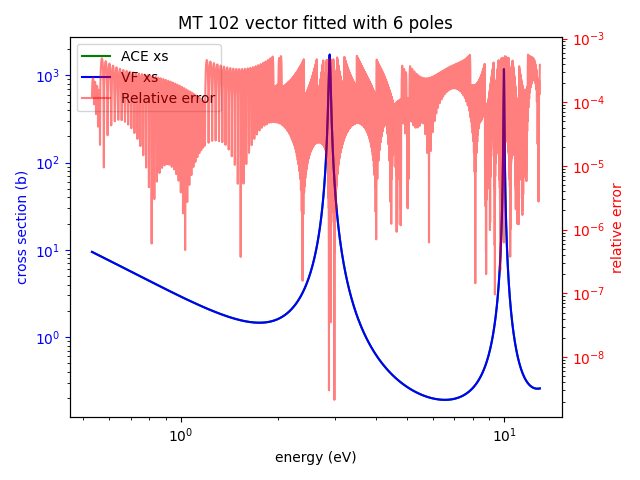 MT 102 vector fitted with 6 poles
ACE xs
VF xs
Relative error
10³
10²
10¹
10⁰
cross section (b)
10⁻³
10⁻⁴
10⁻⁵
10⁻⁶
10⁻⁷
10⁻⁸
relative error
10⁰
10¹
energy (eV)